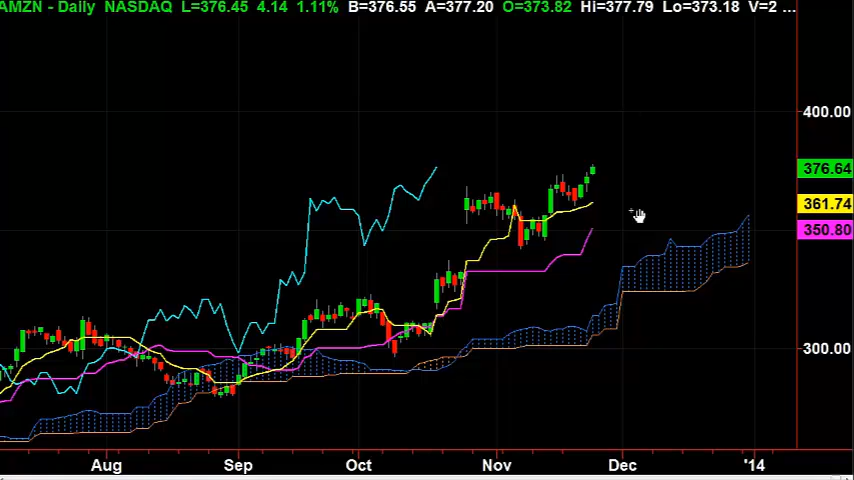 AMZN - Daily NASDAQ L=376.45 4.14 1.11% B=376.55 A=377.20 O=373.82 Hi=377.79 Lo=373.18 V=2 ...
400.00
376.64
361.74
350.80
300.00
Aug Sep Oct Nov Dec '14